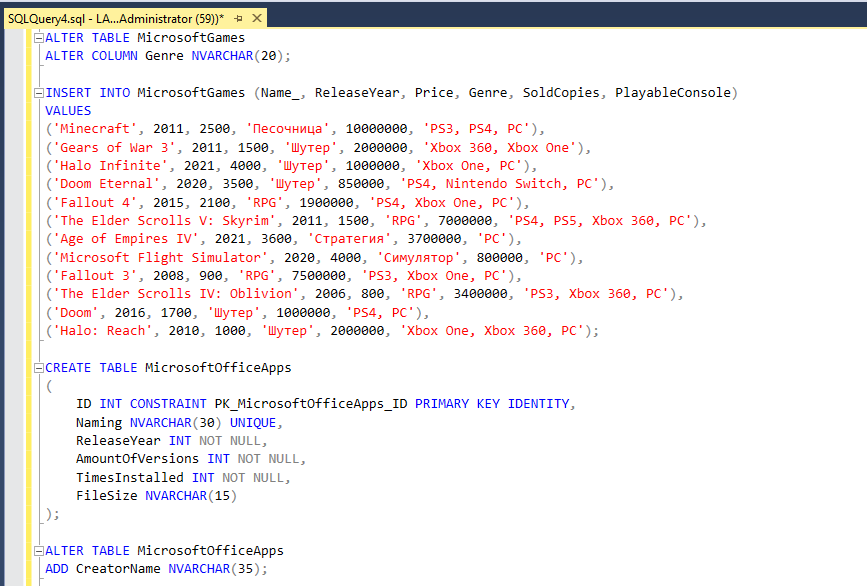 SQLQuery4.sql - LA...Administrator (59))*
ALTER TABLE MicrosoftGames
ALTER COLUMN Genre NVARCHAR(20);
INSERT INTO MicrosoftGames (Name_, ReleaseYear, Price, Genre, SoldCopies, PlayableConsole)
VALUES
('Minecraft', 2011, 2500, 'Песочница', 10000000, 'PS3, PS4, PC'),
('Gears of War 3', 2011, 1500, 'Шутер', 2000000, 'Xbox 360, Xbox One'),
('Halo Infinite', 2021, 4000, 'Шутер', 1000000, 'Xbox One, PC'),
('Doom Eternal', 2020, 3500, 'Шутер', 850000, 'PS4, Nintendo Switch, PC'),
('Fallout 4', 2015, 2100, 'RPG', 1900000, 'PS4, Xbox One, PC'),
('The Elder Scrolls V: Skyrim', 2011, 1500, 'RPG', 7000000, 'PS4, PS5, Xbox 360, PC'),
('Age of Empires IV', 2021, 3600, 'Стратегия', 3700000, 'PC'),
('Microsoft Flight Simulator', 2020, 4000, 'Симулятор', 800000, 'PC'),
('Fallout 3', 2008, 900, 'RPG', 7500000, 'PS3, Xbox One, PC'),
('The Elder Scrolls IV: Oblivion', 2006, 800, 'RPG', 3400000, 'PS3, Xbox 360, PC'),
('Doom', 2016, 1700, 'Шутер', 1000000, 'PS4, PC'),
('Halo: Reach', 2010, 1000, 'Шутер', 2000000, 'Xbox One, Xbox 360, PC');
CREATE TABLE MicrosoftOfficeApps
(
ID INT CONSTRAINT PK_MicrosoftOfficeApps_ID PRIMARY KEY IDENTITY,
Naming NVARCHAR(30) UNIQUE,
ReleaseYear INT NOT NULL,
AmountOfVersions INT NOT NULL,
TimesInstalled INT NOT NULL,
FileSize NVARCHAR(15)
);
ALTER TABLE MicrosoftOfficeApps
ADD CreatorName NVARCHAR(35);